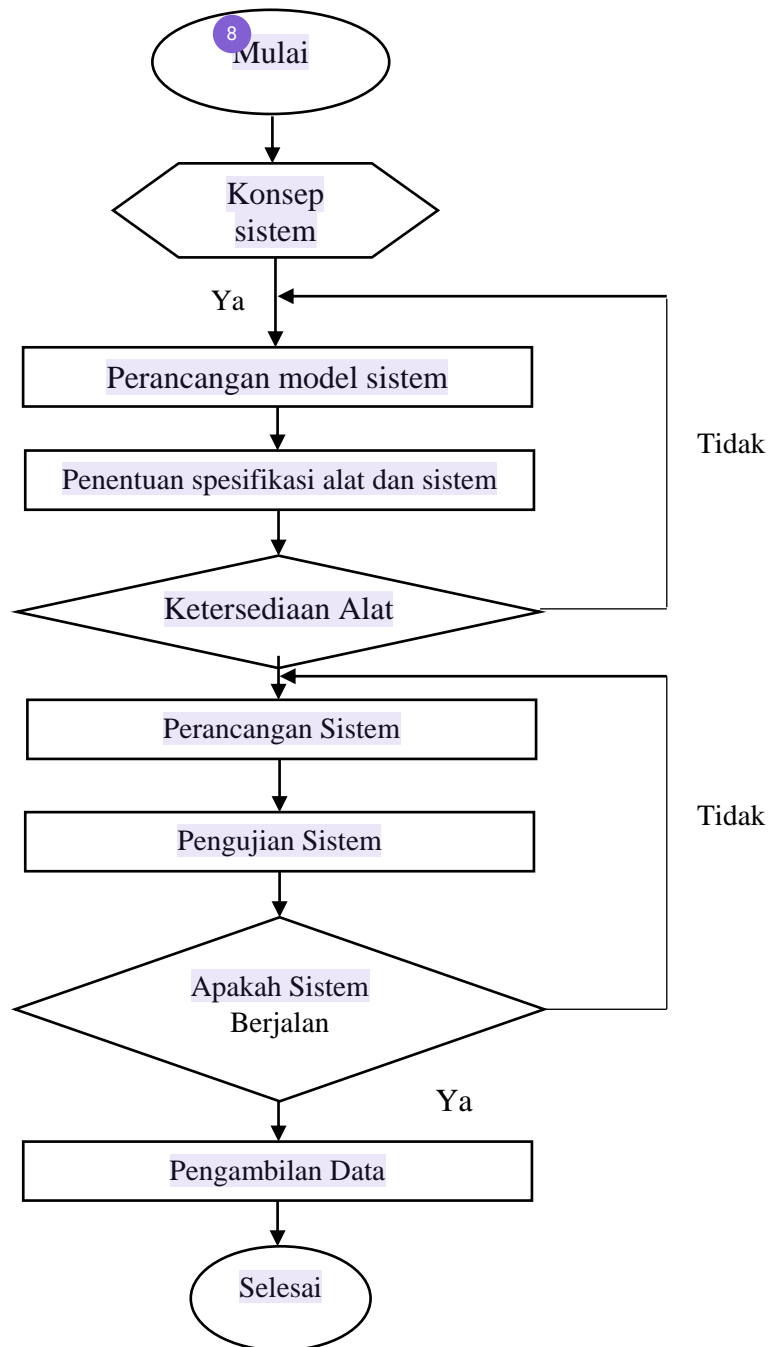 8
Mulai
Konsep
sistem
Ya
Perancangan model sistem
Tidak
Penentuan spesifikasi alat dan sistem
Ketersediaan Alat
Perancangan Sistem
Tidak
Pengujian Sistem
Apakah Sistem
Berjalan
Ya
Pengambilan Data
Selesai